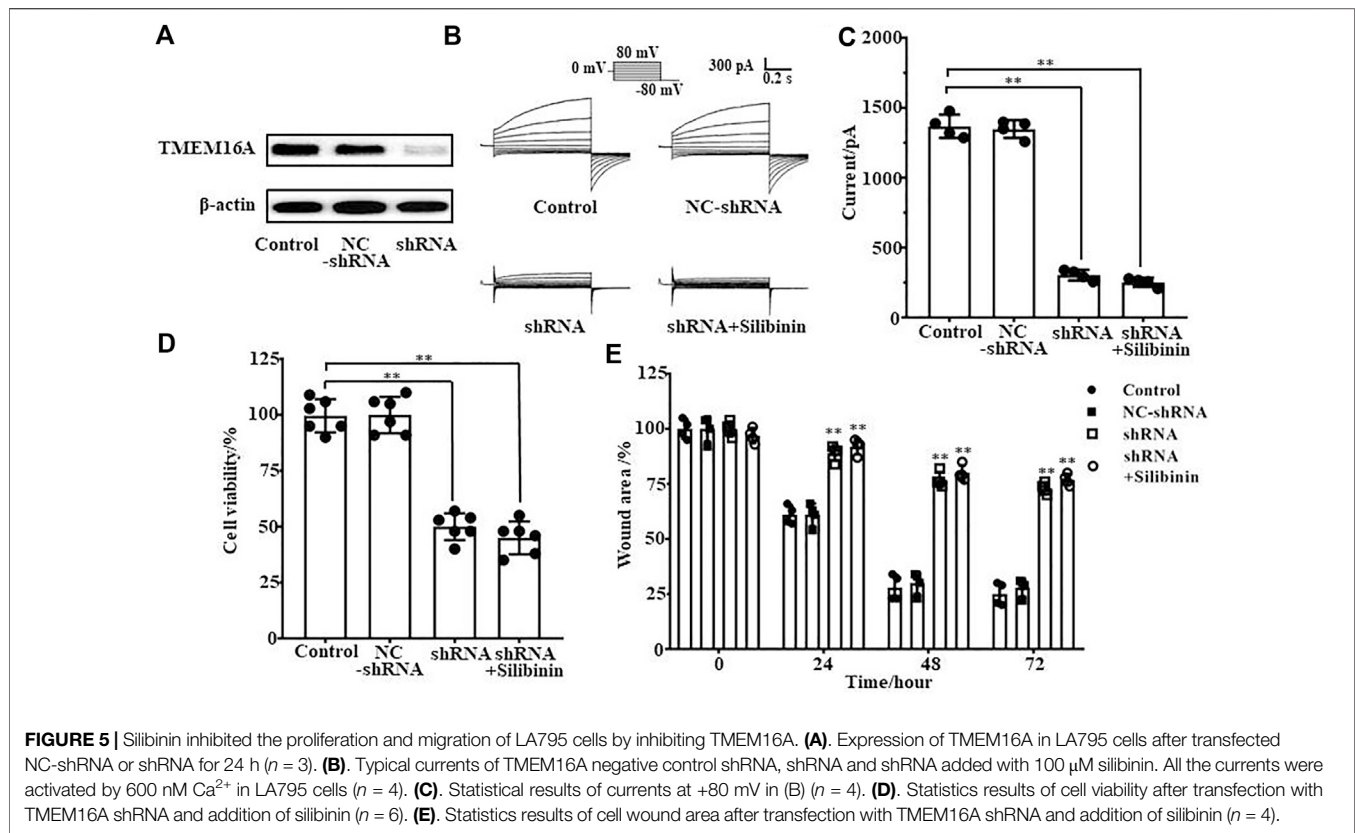 A
TMEM16A
β-actin
Control
NC
-shRNA
shRNA
B
80 mV
0 mV
-80 mV
300 pA
0.2 s
Control
NC-shRNA
shRNA
shRNA+Silibinin
C
2000
1500
1000
500
0
Current/pA
**
**
Control
NC
-shRNA
shRNA
shRNA
+Silibinin
D
125
100
75
50
25
0
Cell viability/%
**
**
Control
NC
-shRNA
shRNA
shRNA
+Silibinin
E
125
100
75
50
25
0
Wound area /%
** **
** **
** **
0
24
48
72
Time/hour
Control
NC-shRNA
shRNA
shRNA
+Silibinin
FIGURE 5 | Silibinin inhibited the proliferation and migration of LA795 cells by inhibiting TMEM16A. (A). Expression of TMEM16A in LA795 cells after transfected
NC-shRNA or shRNA for 24 h (n = 3). (B). Typical currents of TMEM16A negative control shRNA, shRNA and shRNA added with 100 μM silibinin. All the currents were
activated by 600 nM Ca²⁺ in LA795 cells (n = 4). (C). Statistical results of currents at +80 mV in (B) (n = 4). (D). Statistics results of cell viability after transfection with
TMEM16A shRNA and addition of silibinin (n = 6). (E). Statistics results of cell wound area after transfection with TMEM16A shRNA and addition of silibinin (n = 4).